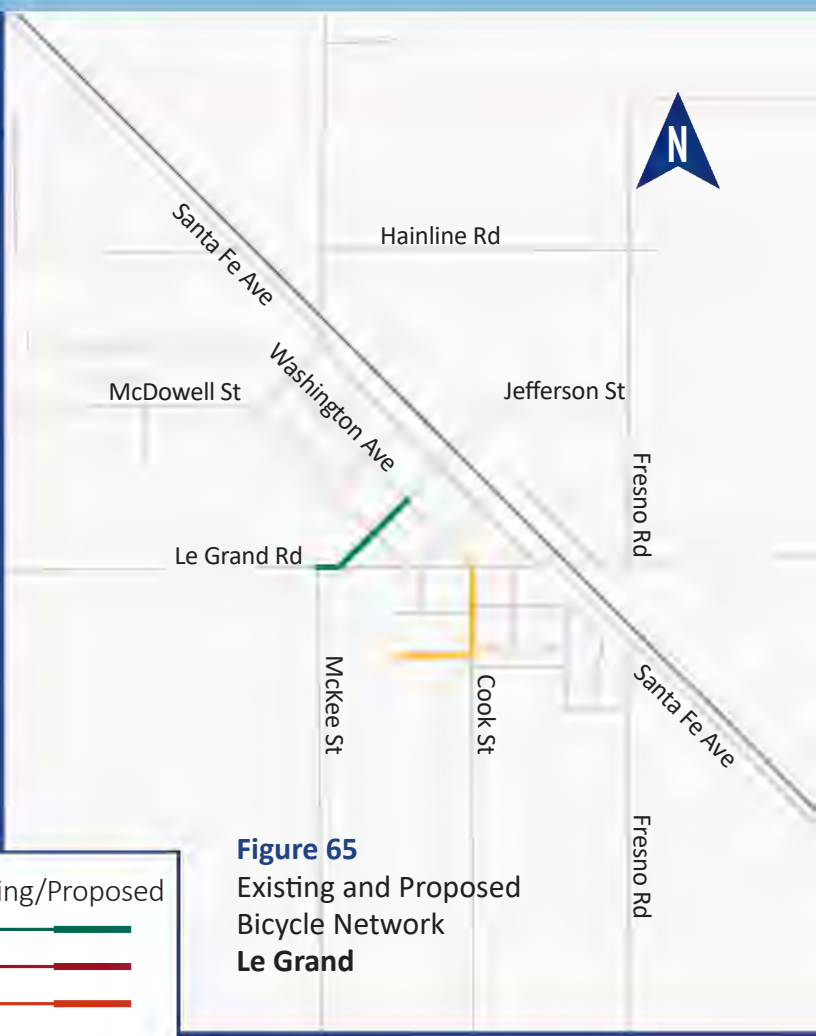 N
Hainline Rd
Santa Fe Ave
Washington Ave
McDowell St
Jefferson St
Fresno Rd
Le Grand Rd
McKee St
Cook St
Santa Fe Ave
Fresno Rd
ing/Proposed
Figure 65
Existing and Proposed
Bicycle Network
Le Grand